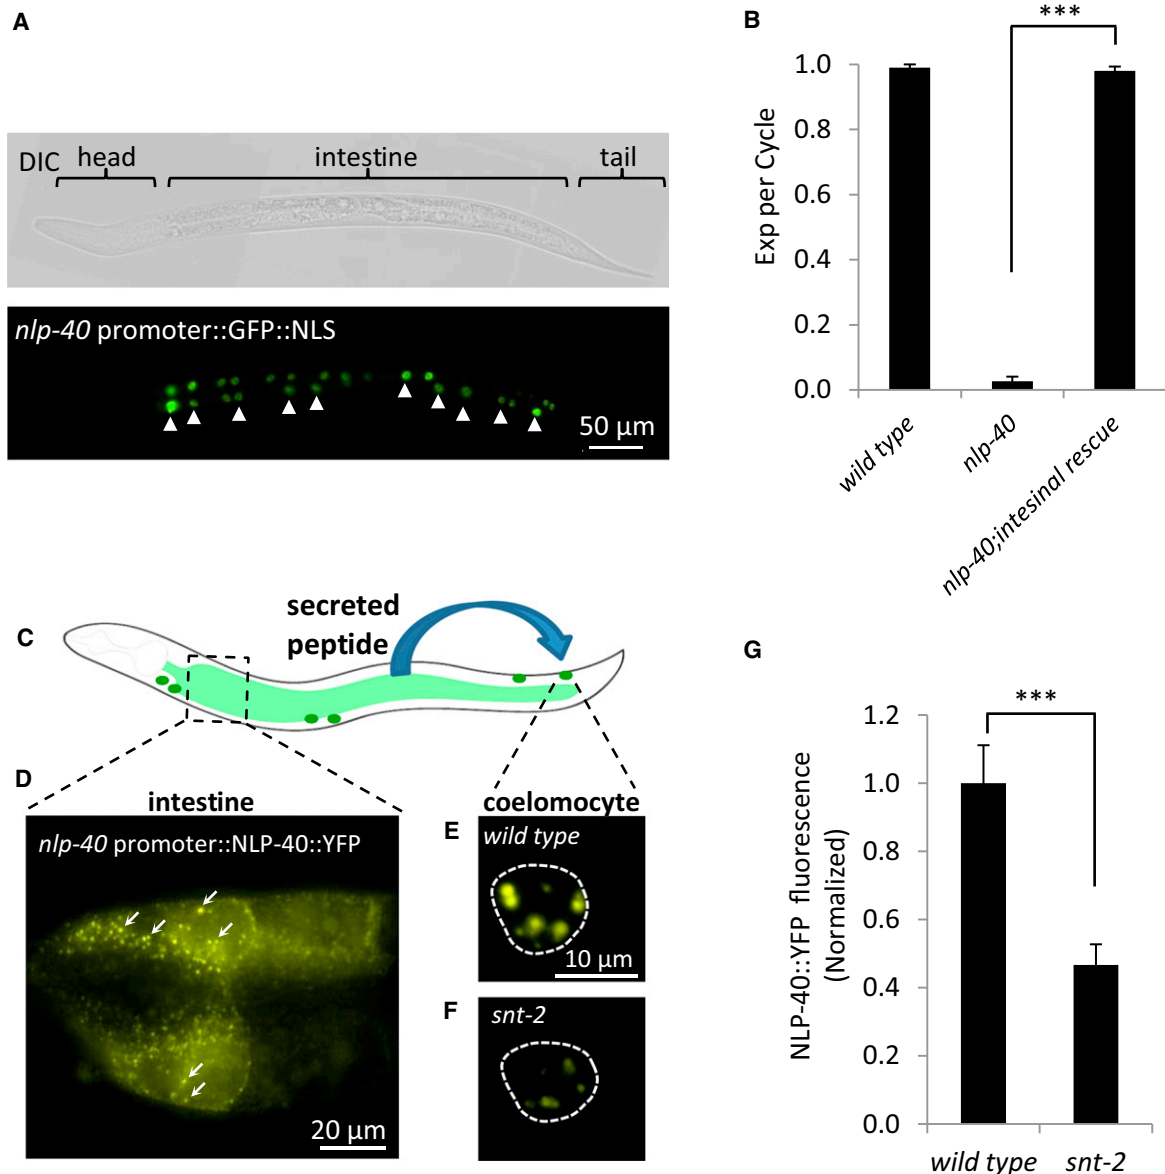 A
DIC
head
intestine
tail
nlp-40 promoter::GFP::NLS
50 μm
B
***
1.0
0.8
0.6
0.4
0.2
0.0
Exp per Cycle
wild type
nlp-40
nlp-40;intesinal rescue
C
secreted
peptide
D
intestine
nlp-40 promoter::NLP-40::YFP
20 μm
coelomocyte
E
wild type
10 μm
F
snt-2
G
***
1.2
1.0
0.8
0.6
0.4
0.2
0.0
NLP-40::YFP fluorescence
(Normalized)
wild type
snt-2